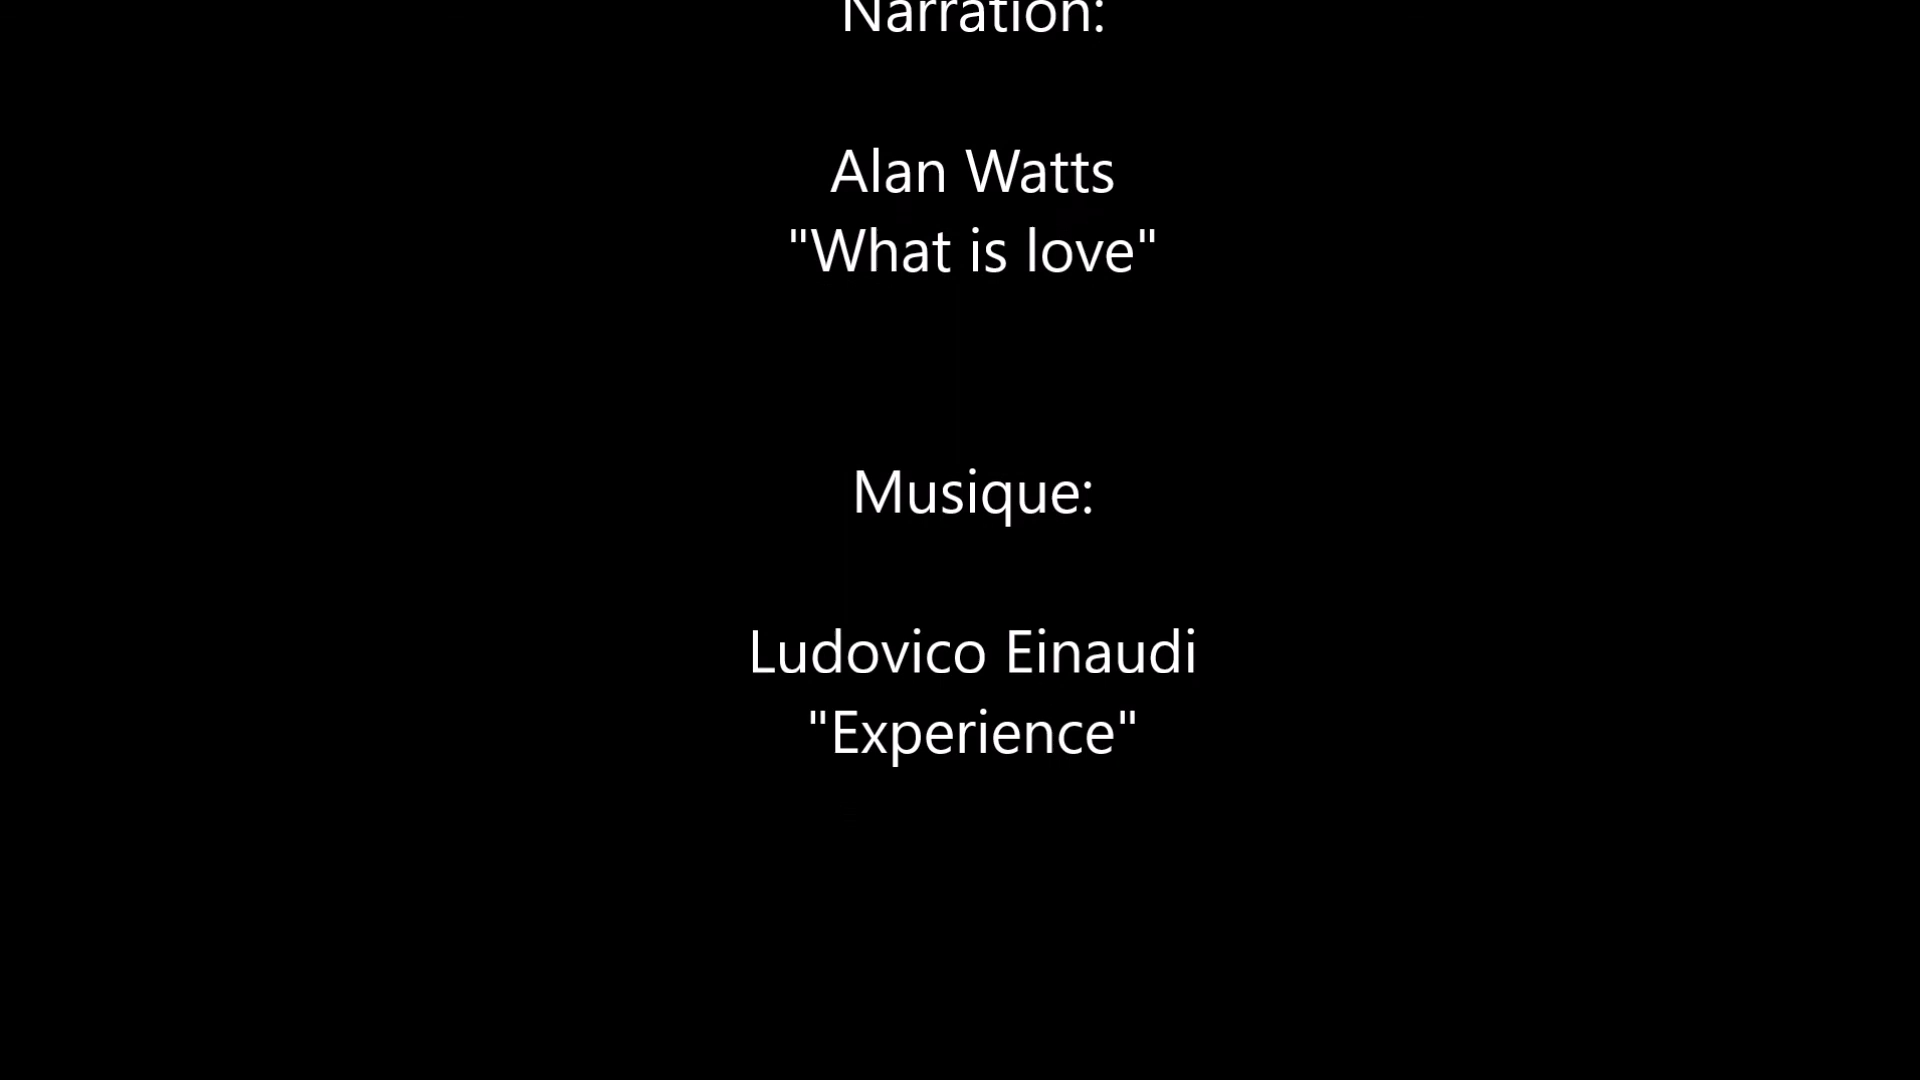 Narration:
Alan Watts
"What is love"
Musique:
Ludovico Einaudi
"Experience"